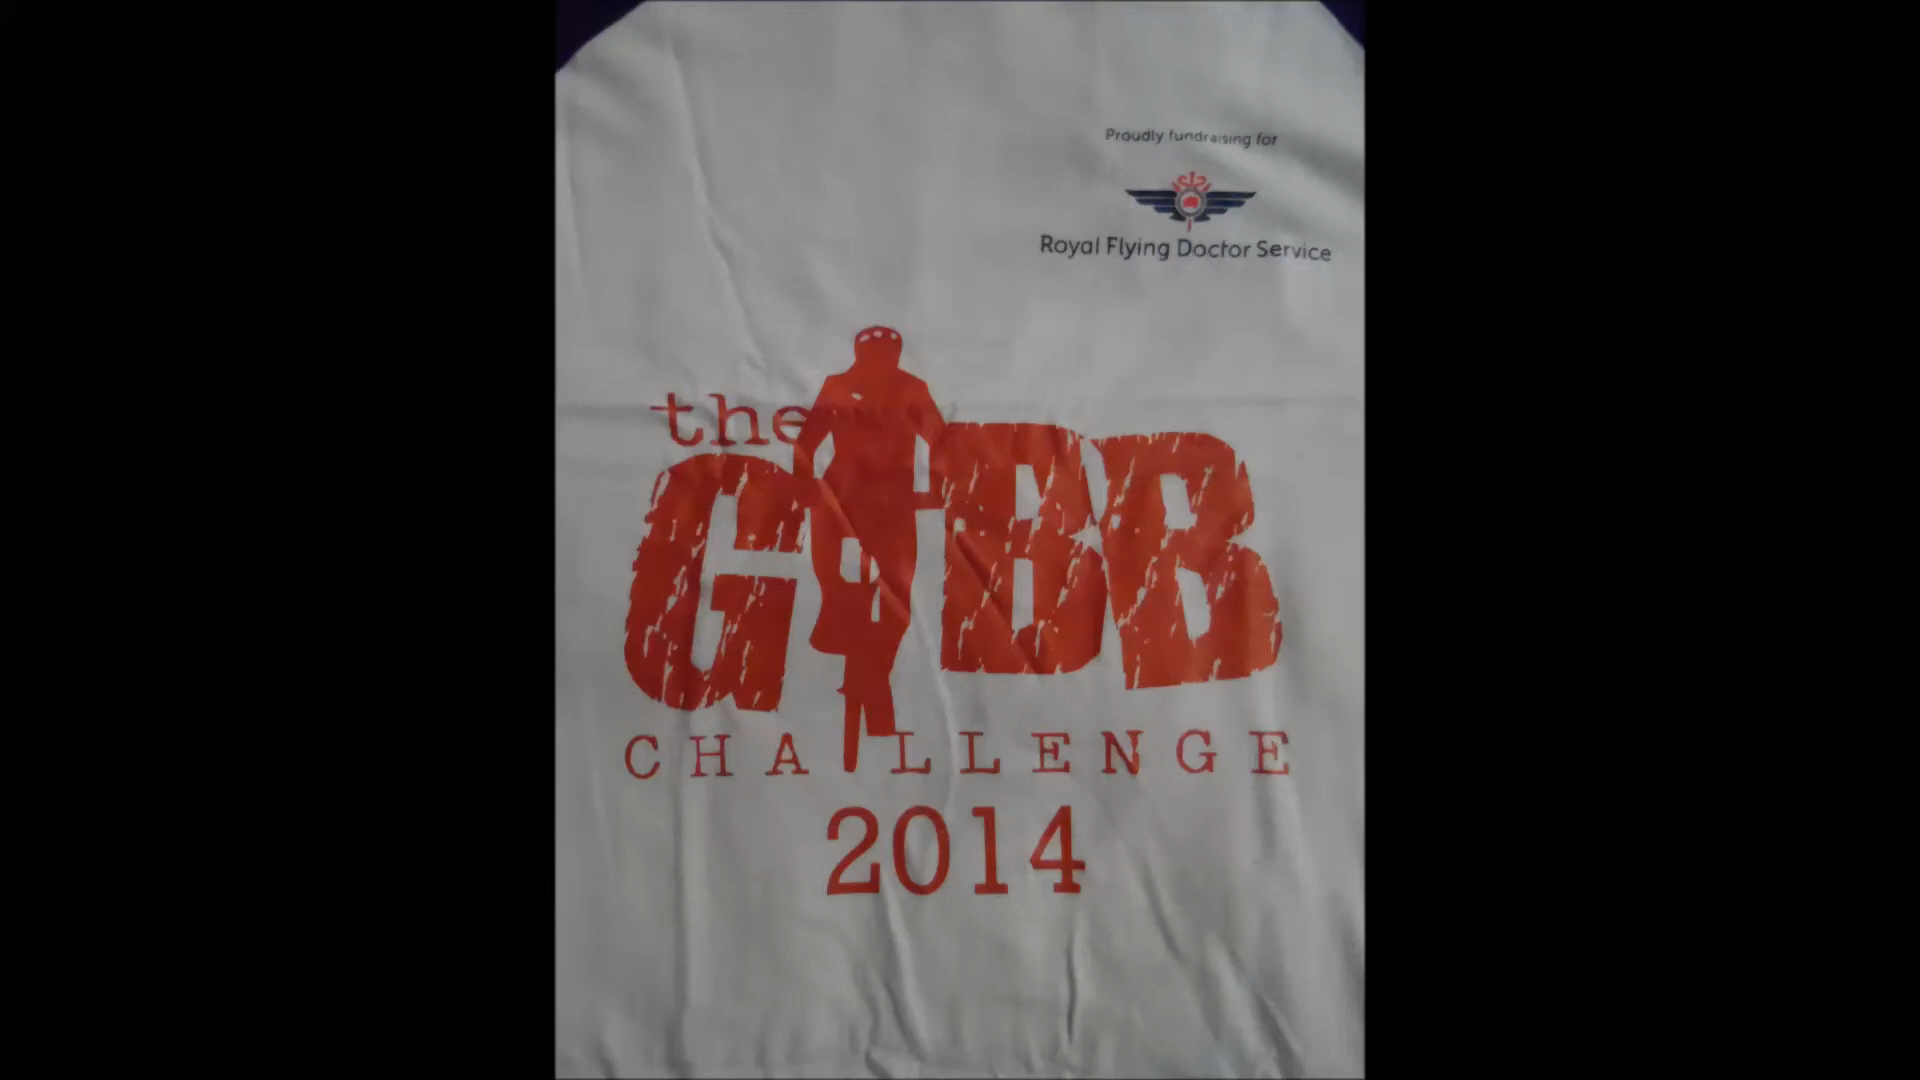 Proudly fundraising for
Royal Flying Doctor Service
the
GIBB
CHALLENGE
2014